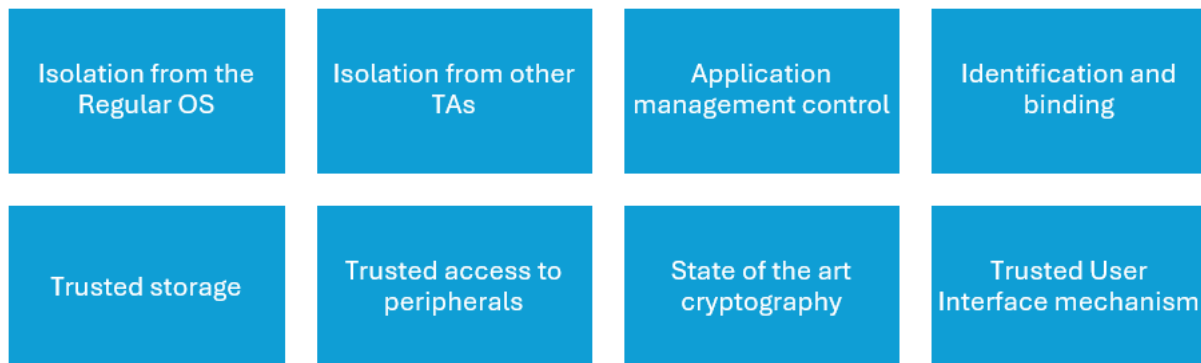 Isolation from the
Regular OS
Isolation from other
TAs
Application
management control
Identification and
binding
Trusted storage
Trusted access to
peripherals
State of the art
cryptography
Trusted User
Interface mechanism